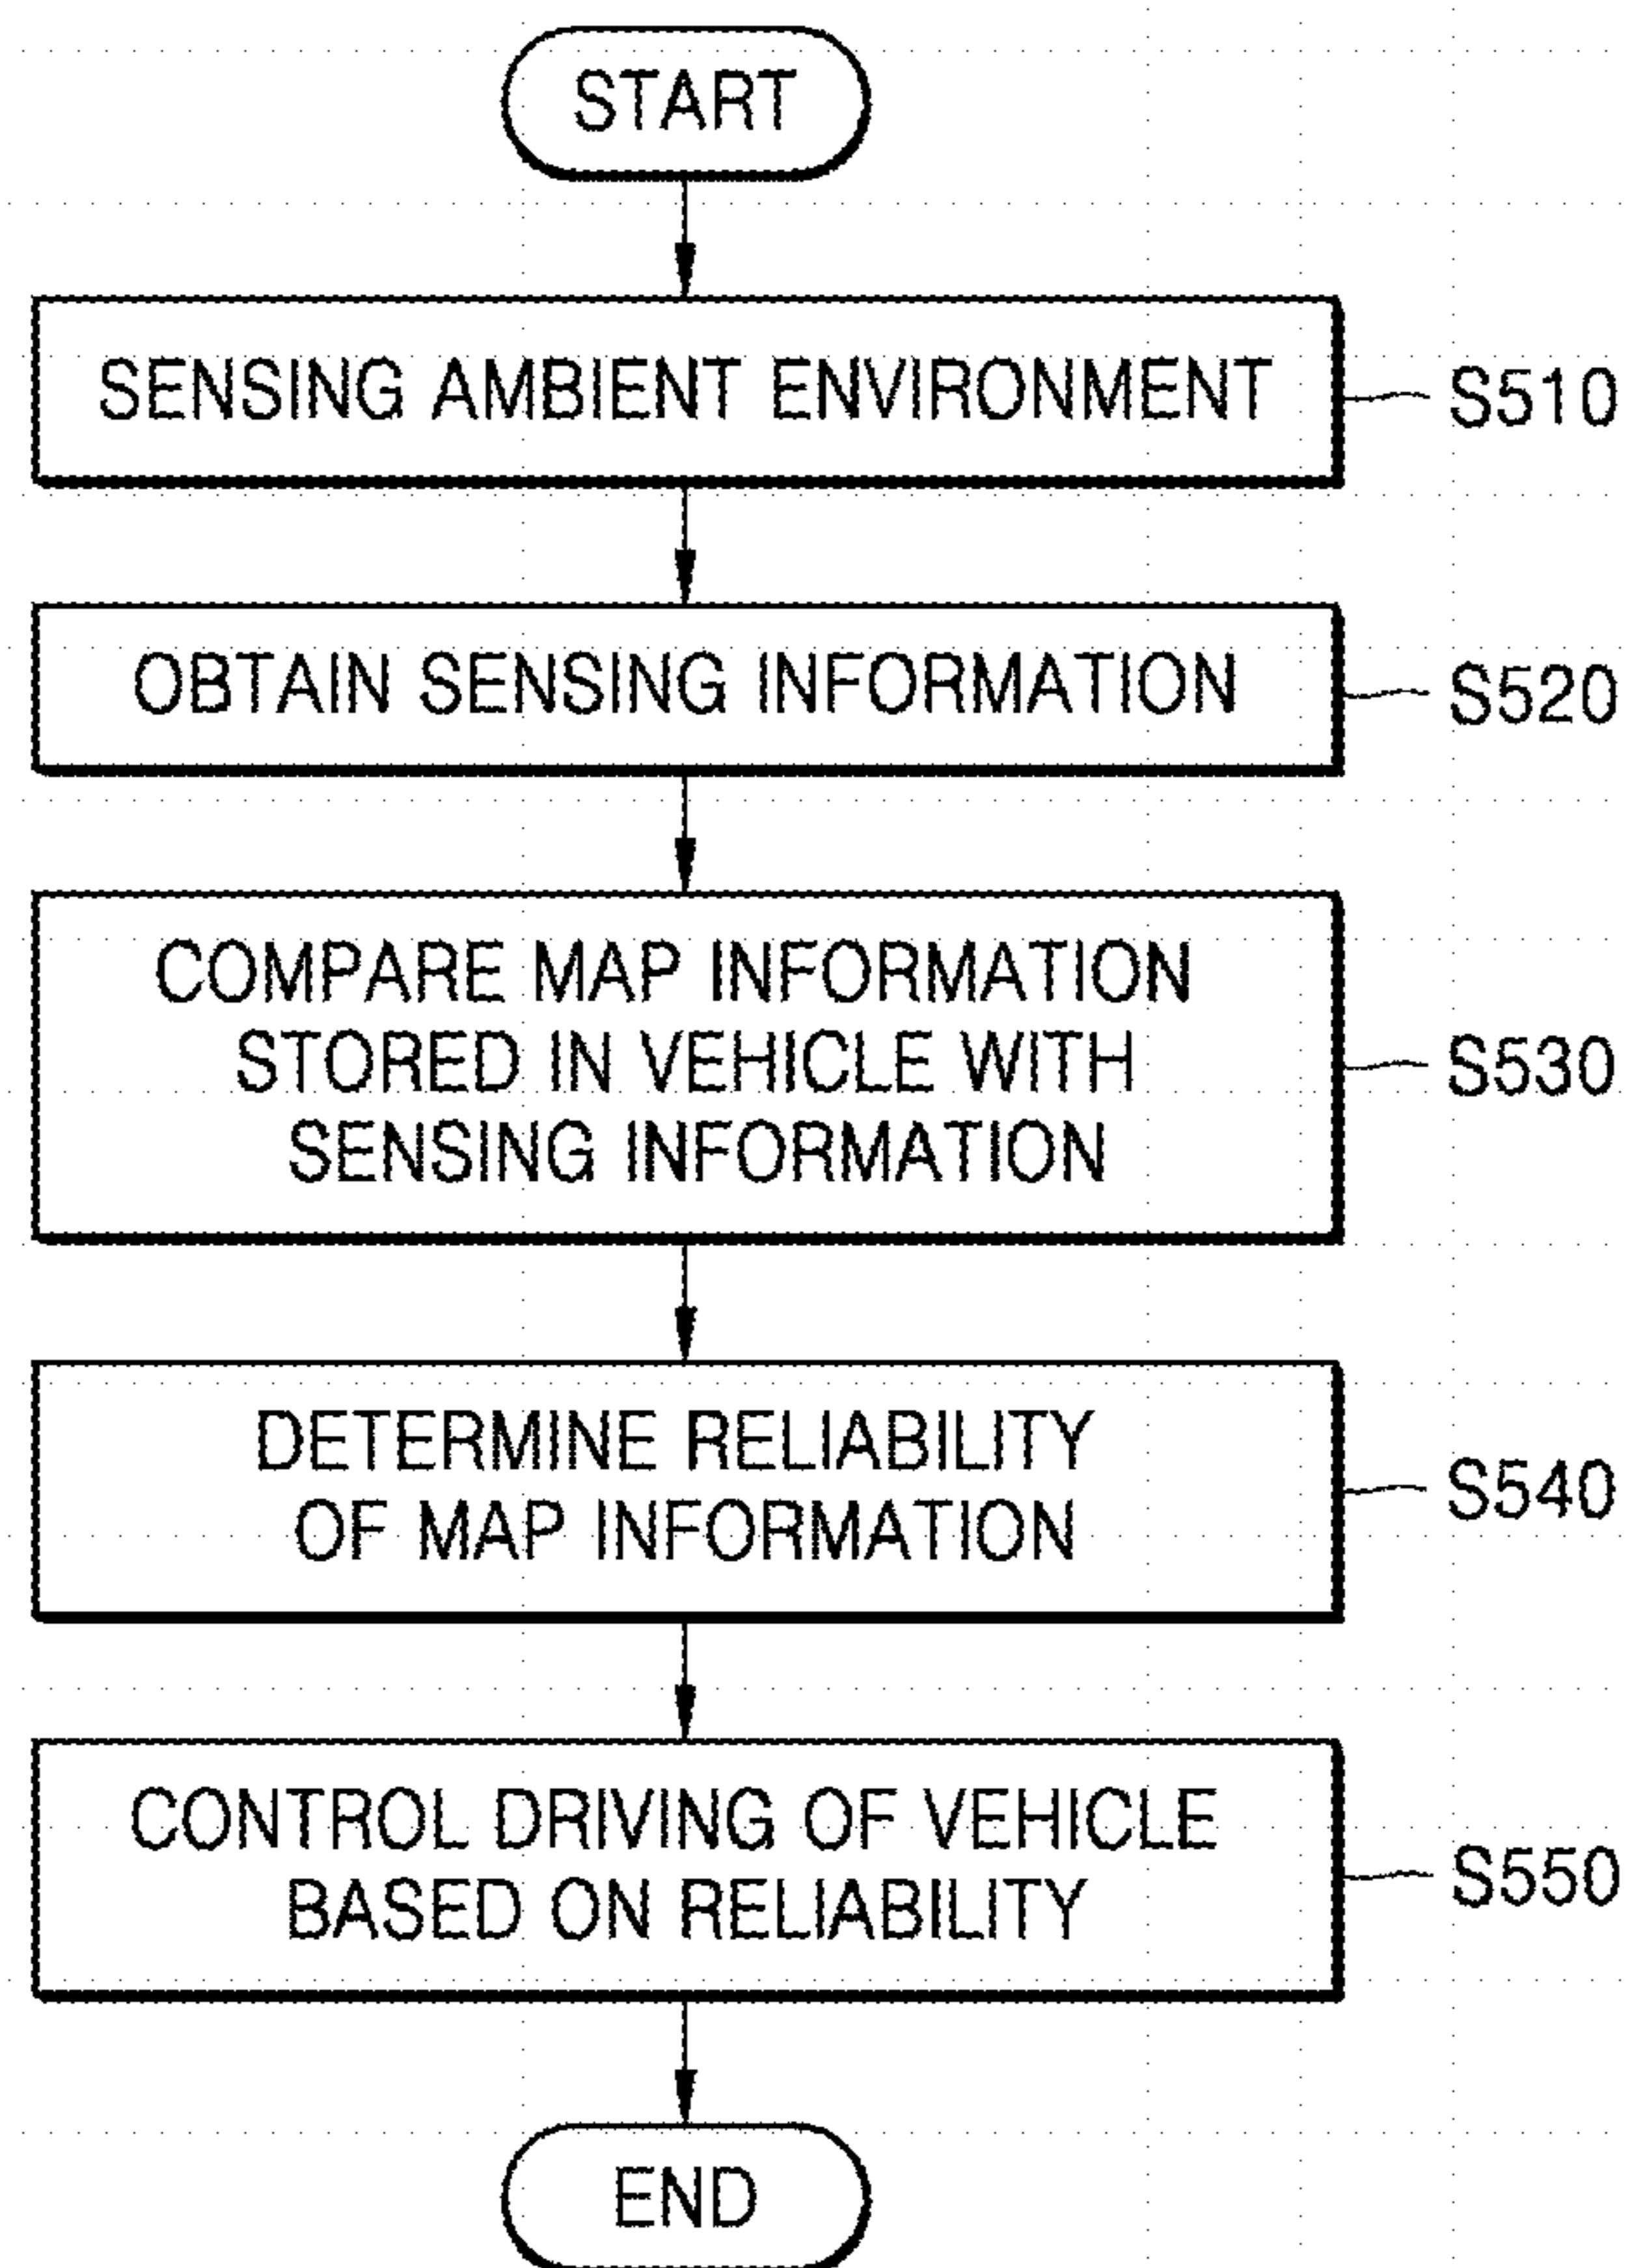 START
SENSING AMBIENT ENVIRONMENT
S510
OBTAIN SENSING INFORMATION
S520
COMPARE MAP INFORMATION
STORED IN VEHICLE WITH
SENSING INFORMATION
S530
DETERMINE RELIABILITY
OF MAP INFORMATION
S540
CONTROL DRIVING OF VEHICLE
BASED ON RELIABILITY
S550
END